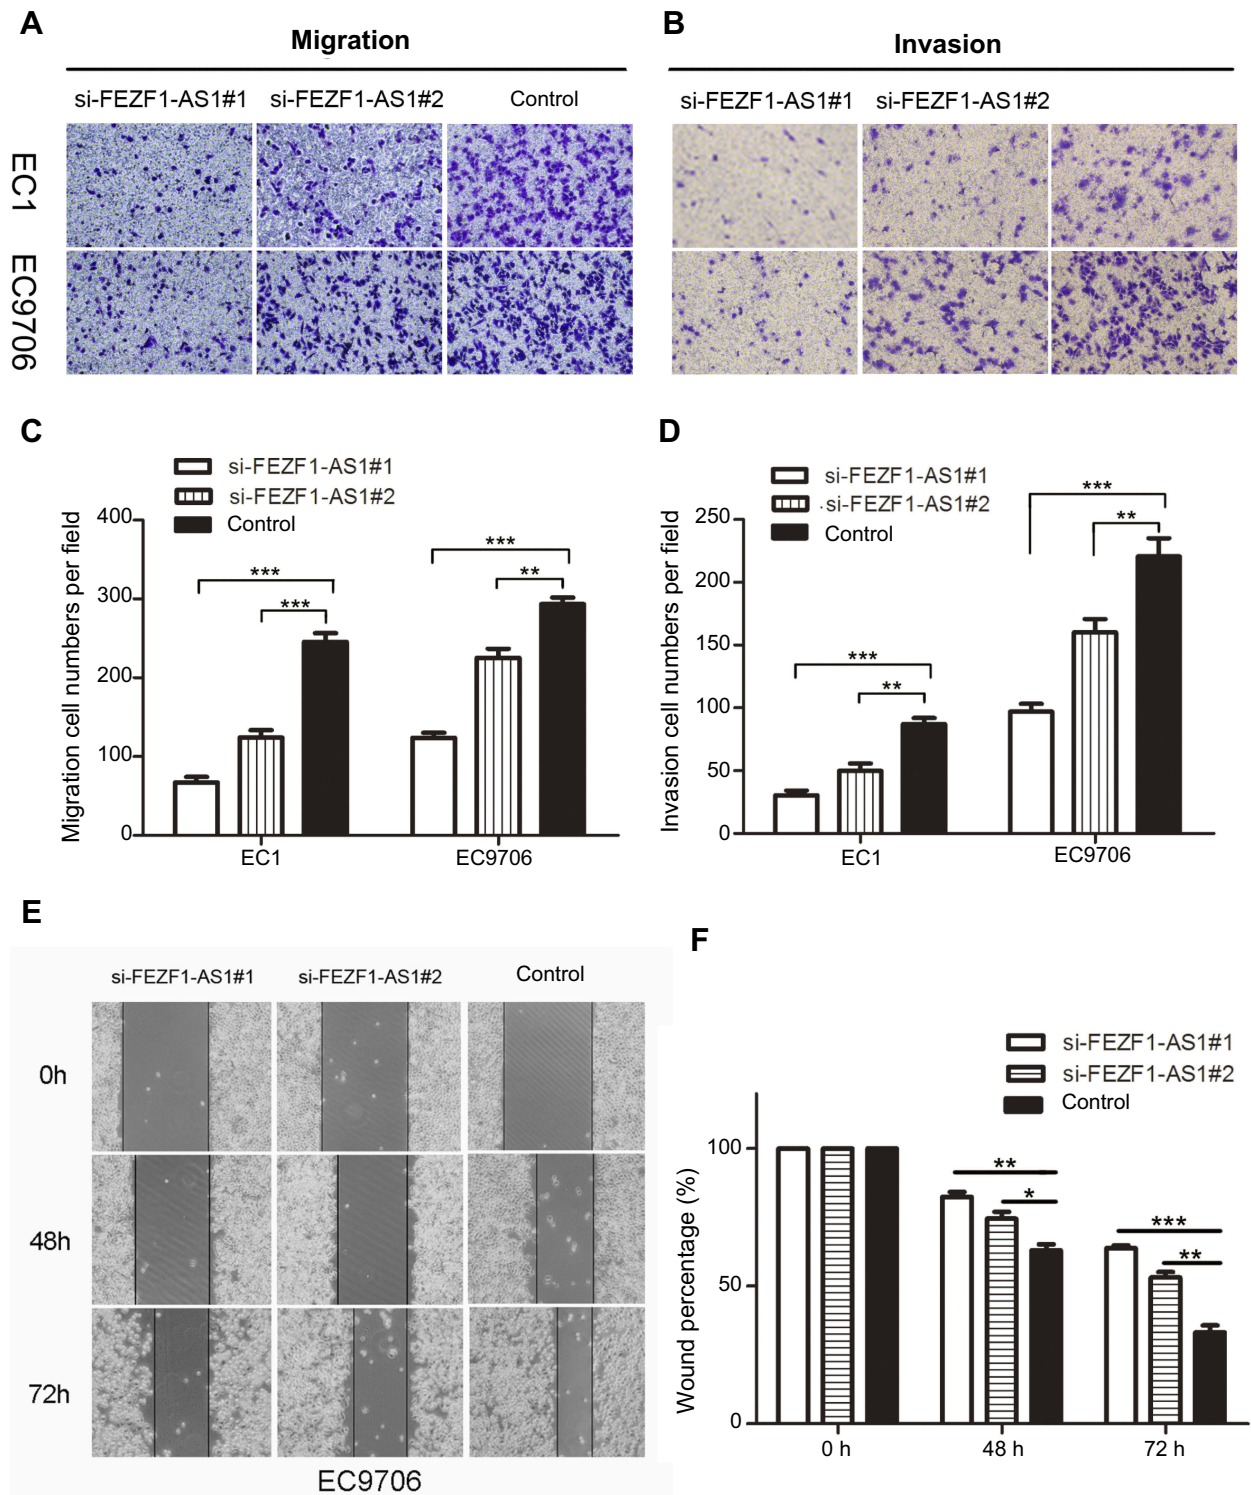 A
Migration
si-FEZF1-AS1#1 si-FEZF1-AS1#2 Control
EC1
EC9706
B
Invasion
si-FEZF1-AS1#1 si-FEZF1-AS1#2
C
si-FEZF1-AS1#1
si-FEZF1-AS1#2
Control
Migration cell numbers per field
400
300
200
100
0
***
***
***
**
EC1 EC9706
D
si-FEZF1-AS1#1
si-FEZF1-AS1#2
Control
Invasion cell numbers per field
250
200
150
100
50
0
***
**
***
**
EC1 EC9706
E
si-FEZF1-AS1#1 si-FEZF1-AS1#2 Control
0h
48h
72h
EC9706
F
si-FEZF1-AS1#1
si-FEZF1-AS1#2
Control
Wound percentage (%)
100
50
0
**
*
***
**
0 h 48 h 72 h